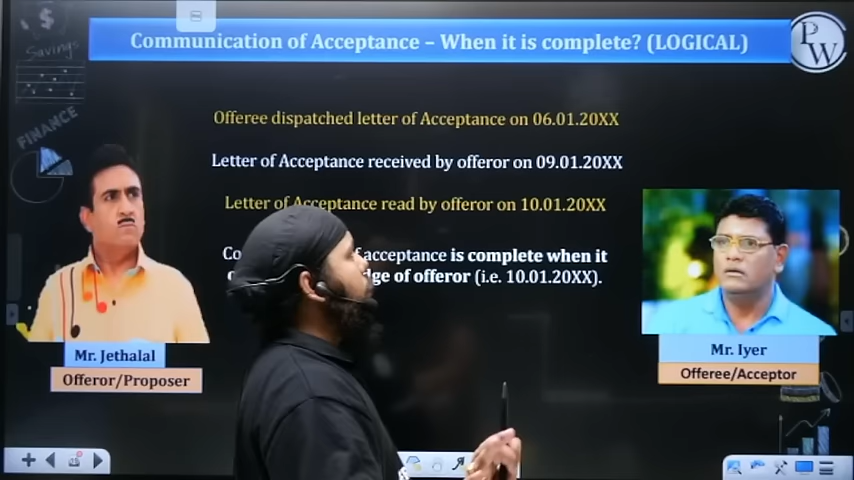 Savings
FINANCE
Communication of Acceptance – When it is complete? (LOGICAL)
PW
Offeree dispatched letter of Acceptance on 06.01.20XX
Letter of Acceptance received by offeror on 09.01.20XX
Letter of Acceptance read by offeror on 10.01.20XX
acceptance is complete when it
of offeror (i.e. 10.01.20XX).
Mr. Jethalal
Offeror/Proposer
Mr. Iyer
Offeree/Acceptor